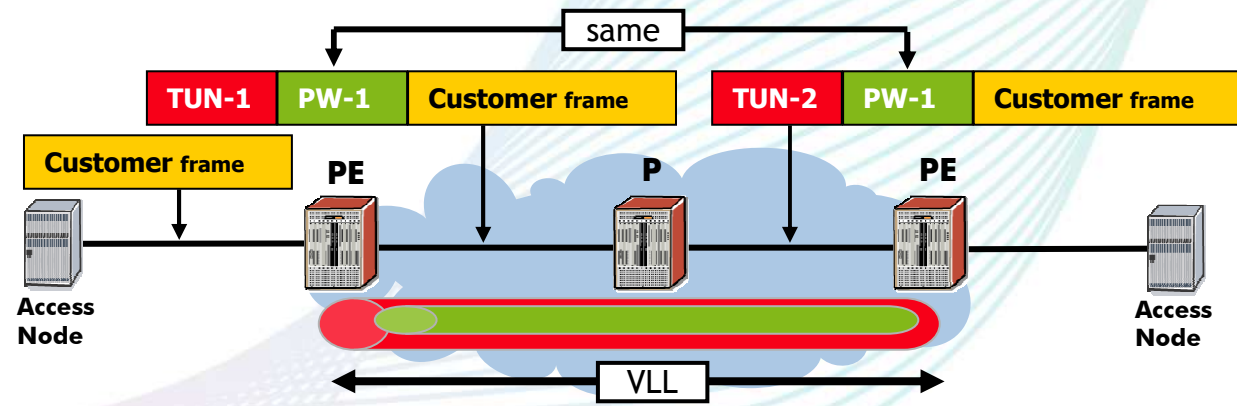 same
TUN-1 PW-1 Customer frame
TUN-2 PW-1 Customer frame
Customer frame
PE
P
PE
Access
Node
Access
Node
VLL